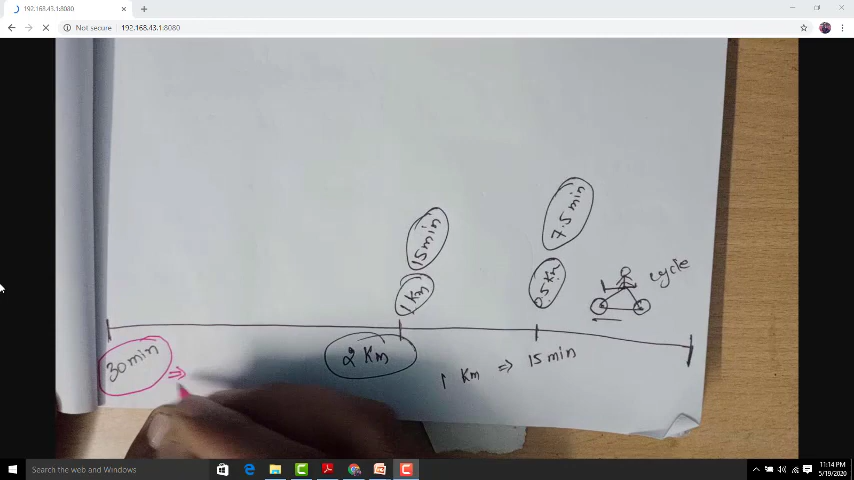 Not secure
192.168.43.1:8080
7.5 min
15 min
0.5 Km
1 Km
cycle
30 min ⇒
2 Km
1 Km ⇒ 15 min
Search the web and Windows
11:14 PM
5/19/2020